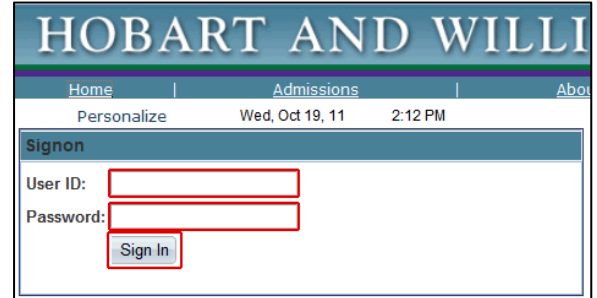 HOBART AND WILLI
Home | Admissions | Abou
Personalize Wed, Oct 19, 11 2:12 PM
Signon
User ID:
Password:
Sign In